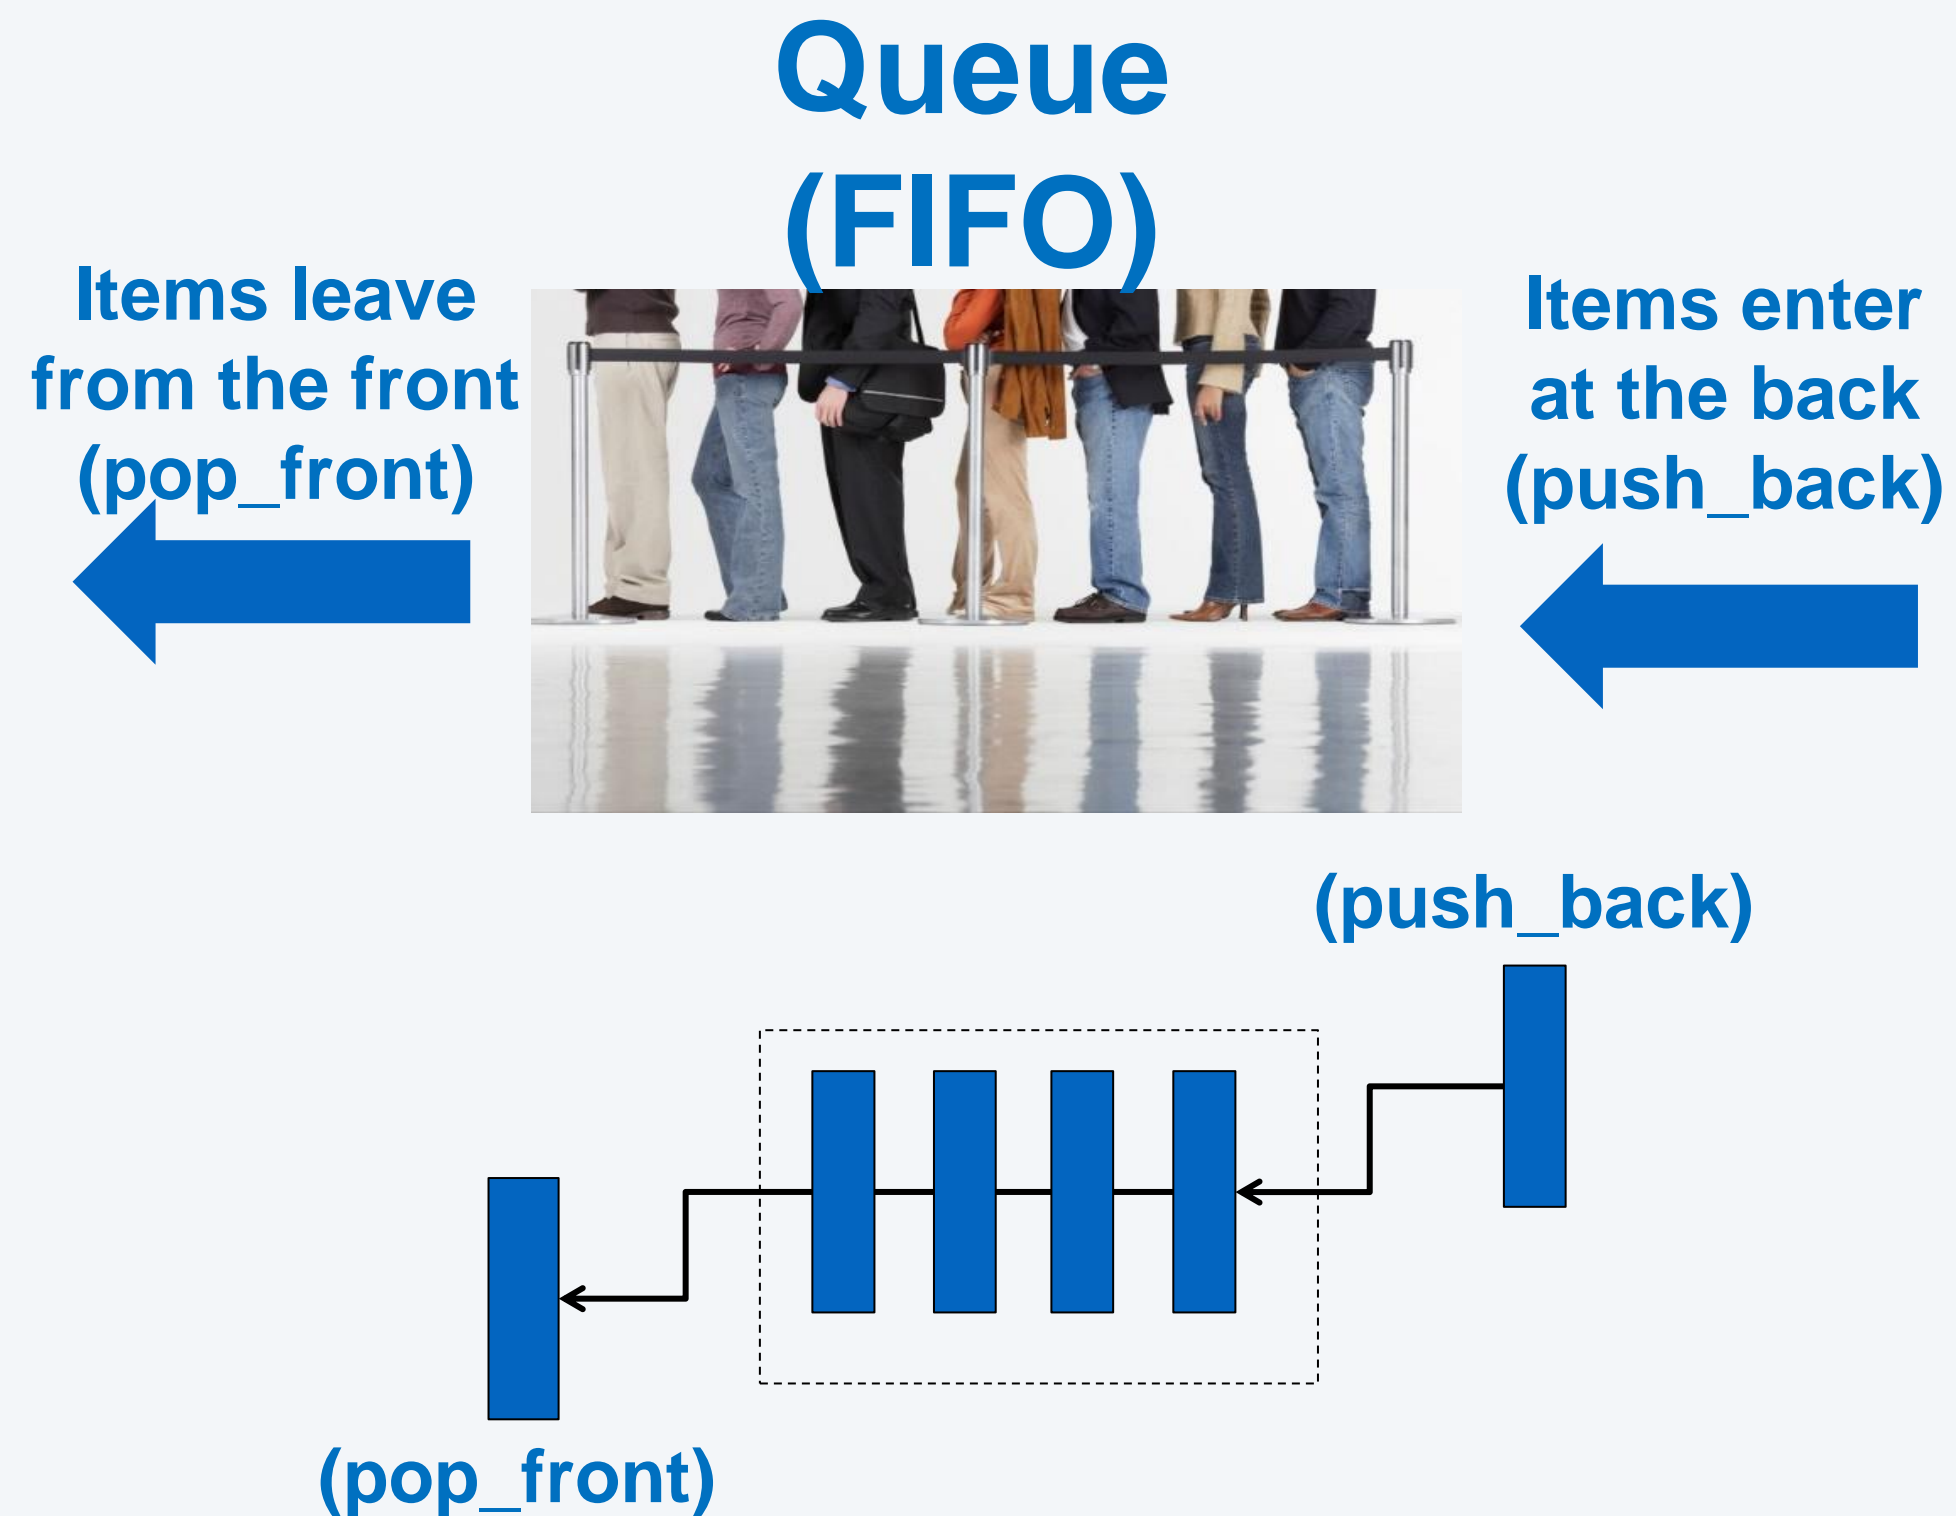 Queue
(FIFO)
Items leave
from the front
(pop_front)
Items enter
at the back
(push_back)
(push_back)
(pop_front)